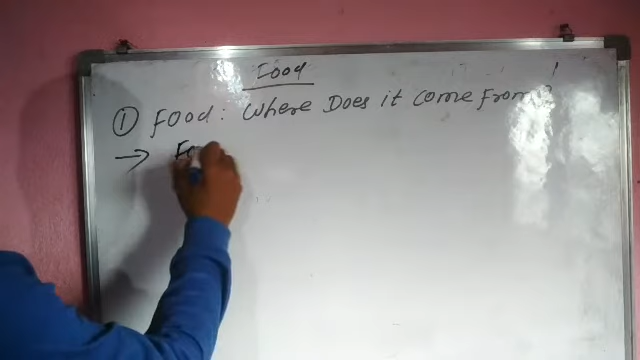 Food
① Food: Where Does it come from?
→ Fo